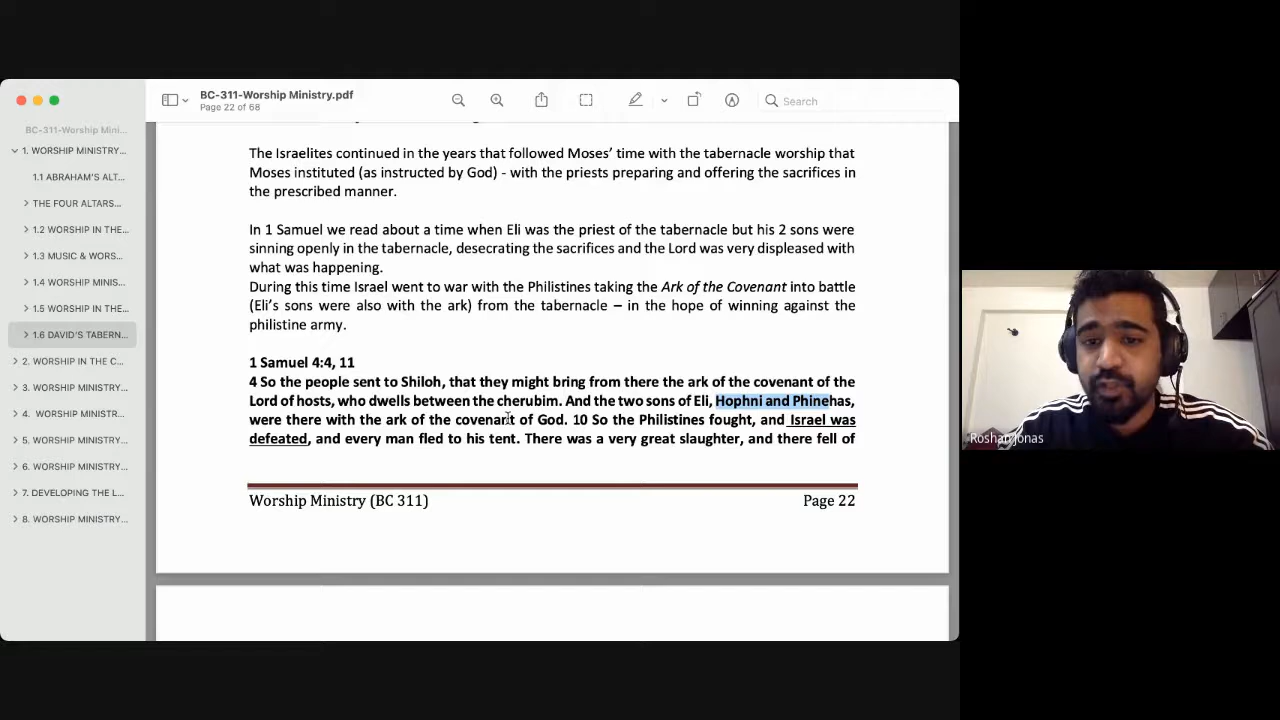 BC-311-Worship Ministry.pdf
Page 22 of 68
Search
BC-311-Worship Mini...
1. WORSHIP MINISTRY...
1.1 ABRAHAM'S ALT...
THE FOUR ALTARS...
1.2 WORSHIP IN THE...
1.3 MUSIC & WORS...
1.4 WORSHIP MINIS...
1.5 WORSHIP IN THE...
1.6 DAVID'S TABERN...
2. WORSHIP IN THE C...
3. WORSHIP MINISTRY...
4. WORSHIP MINISTRY...
5. WORSHIP MINISTRY...
6. WORSHIP MINISTRY...
7. DEVELOPING THE L...
8. WORSHIP MINISTRY...
The Israelites continued in the years that followed Moses' time with the tabernacle worship that
Moses instituted (as instructed by God) - with the priests preparing and offering the sacrifices in
the prescribed manner.
In 1 Samuel we read about a time when Eli was the priest of the tabernacle but his 2 sons were
sinning openly in the tabernacle, desecrating the sacrifices and the Lord was very displeased with
what was happening.
During this time Israel went to war with the Philistines taking the Ark of the Covenant into battle
(Eli's sons were also with the ark) from the tabernacle – in the hope of winning against the
philistine army.
1 Samuel 4:4, 11
4 So the people sent to Shiloh, that they might bring from there the ark of the covenant of the
Lord of hosts, who dwells between the cherubim. And the two sons of Eli, Hophni and Phinehas,
were there with the ark of the covenant of God. 10 So the Philistines fought, and Israel was
defeated, and every man fled to his tent. There was a very great slaughter, and there fell of
Worship Ministry (BC 311)
Page 22
Roshan Jonas